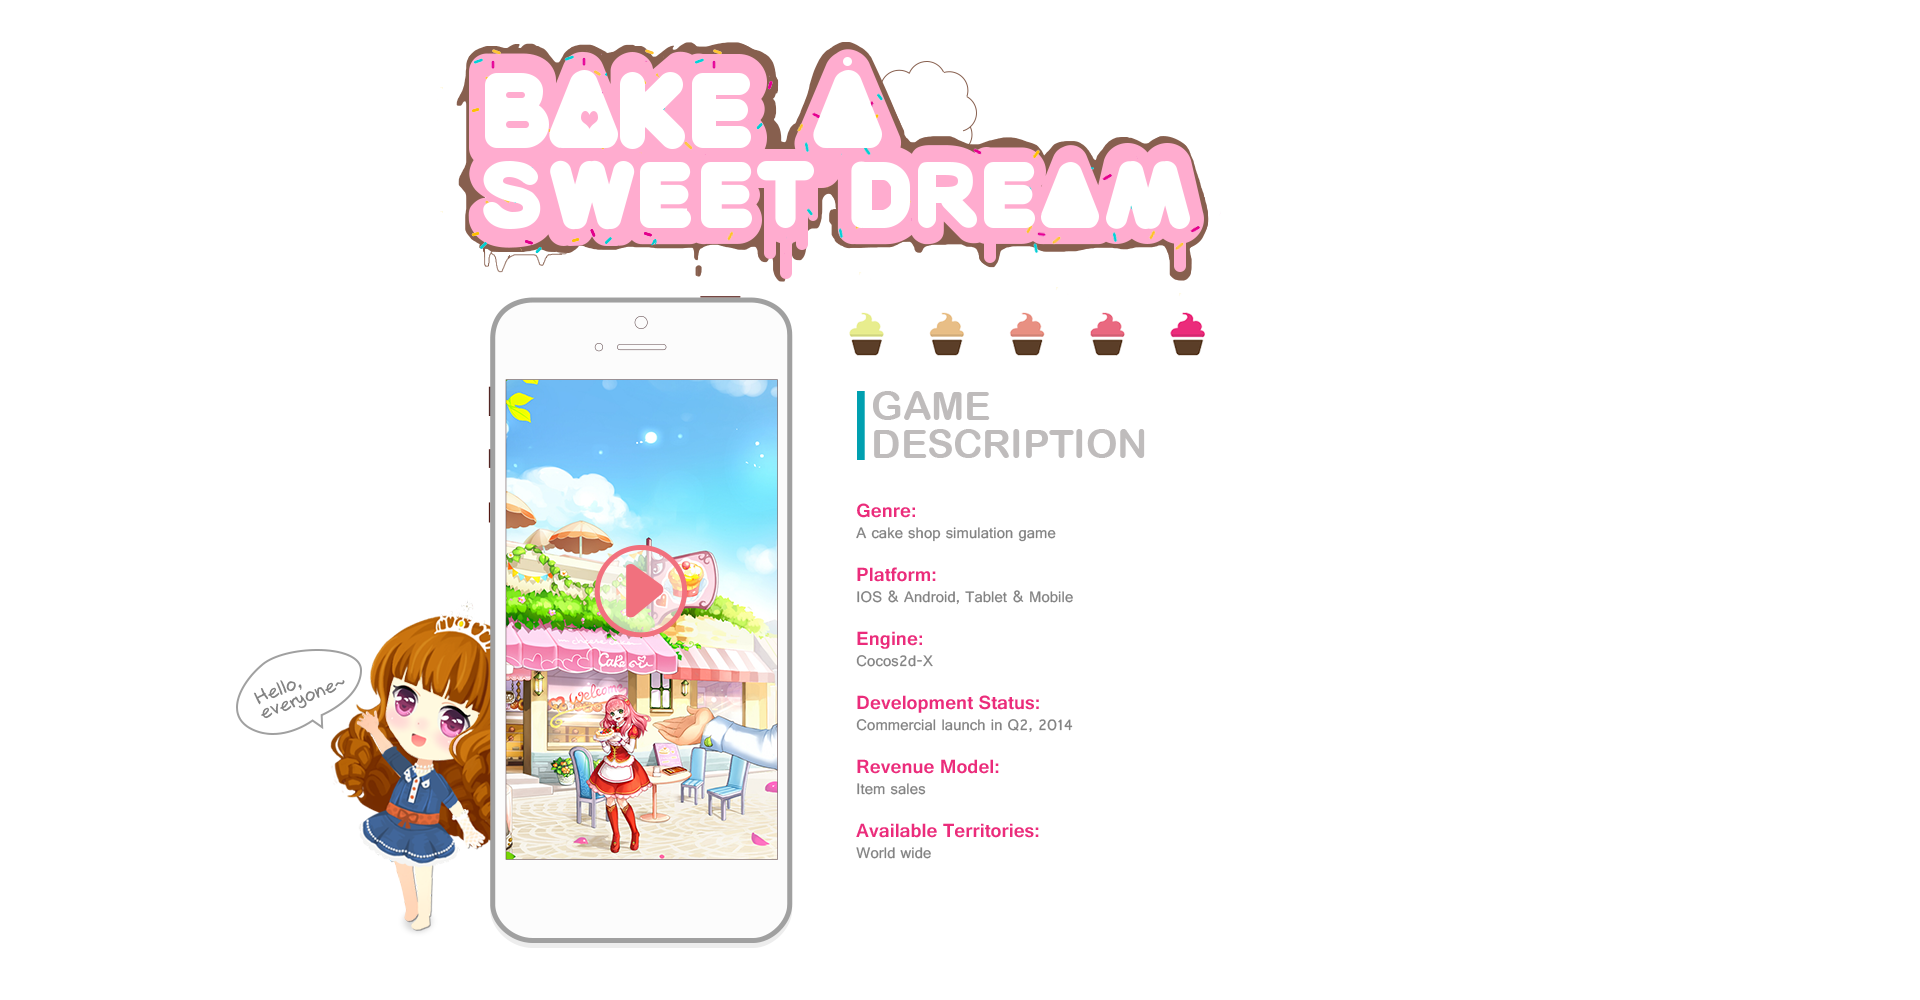 BAKE A
SWEET DREAM
GAME
DESCRIPTION
Genre:
A cake shop simulation game
Platform:
IOS & Android, Tablet & Mobile
Engine:
Cocos2d-X
Development Status:
Commercial launch in Q2, 2014
Revenue Model:
Item sales
Available Territories:
World wide
Hello,
everyone~
Cake
Welcome